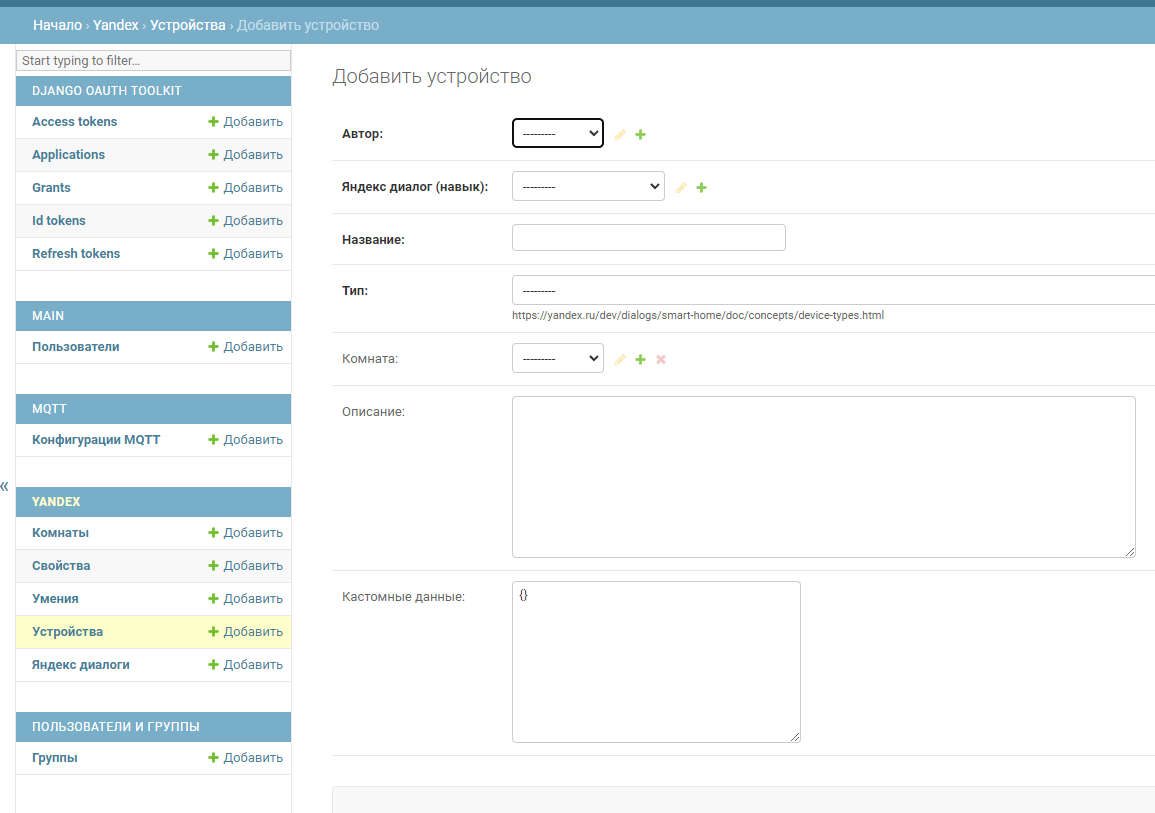 Начало › Yandex › Устройства › Добавить устройство
Start typing to filter...
DJANGO OAUTH TOOLKIT
Access tokens Добавить
Applications Добавить
Grants Добавить
Id tokens Добавить
Refresh tokens Добавить
MAIN
Пользователи Добавить
MQTT
Конфигурации MQTT Добавить
«
YANDEX
Комнаты Добавить
Свойства Добавить
Умения Добавить
Устройства Добавить
Яндекс диалоги Добавить
ПОЛЬЗОВАТЕЛИ И ГРУППЫ
Группы Добавить
Добавить устройство
Автор: ---------
Яндекс диалог (навык): ---------
Название:
Тип: ---------
https://yandex.ru/dev/dialogs/smart-home/doc/concepts/device-types.html
Комната: ---------
Описание:
Кастомные данные: {}